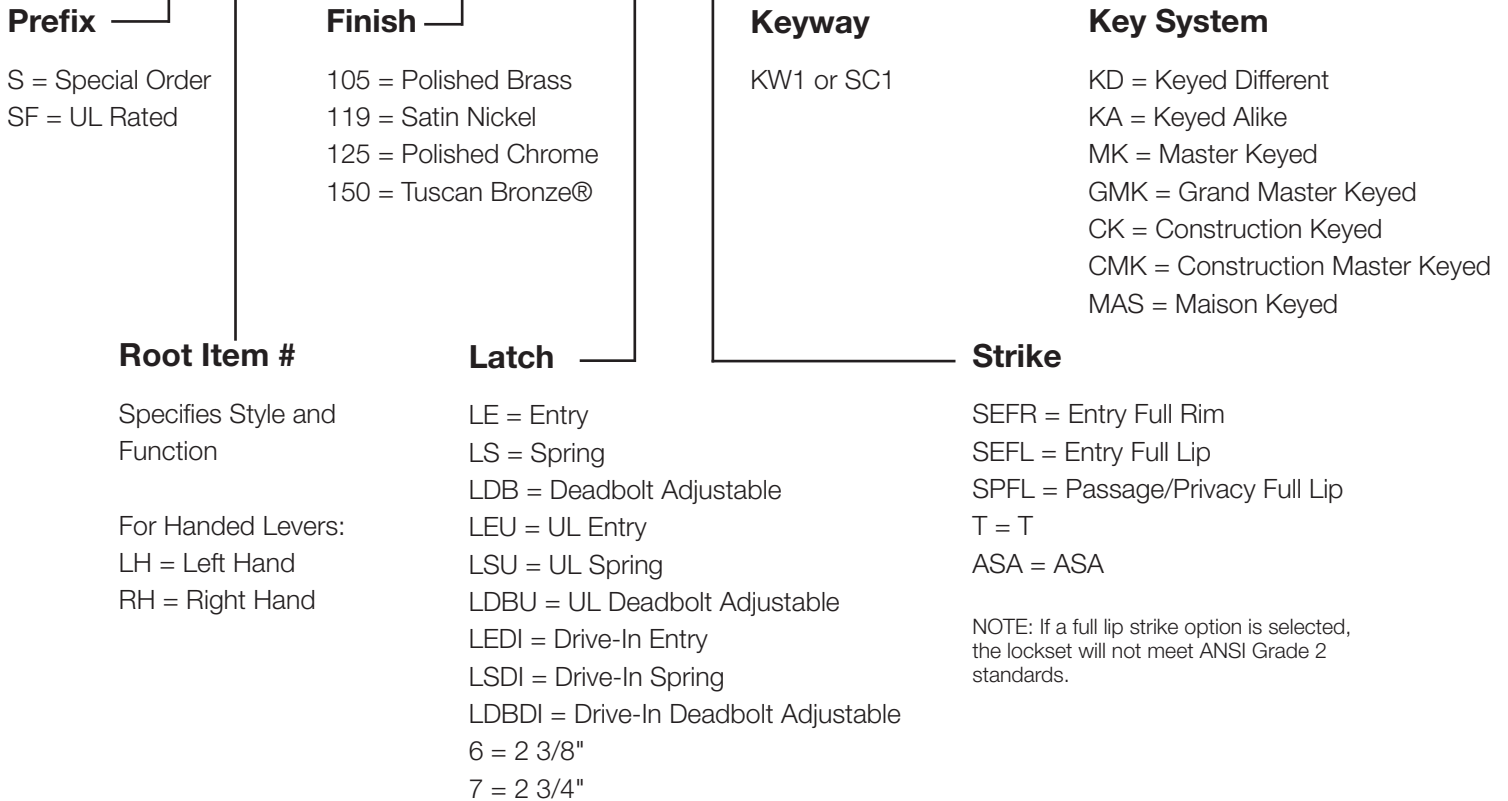 Prefix
S = Special Order
SF = UL Rated
Finish
105 = Polished Brass
119 = Satin Nickel
125 = Polished Chrome
150 = Tuscan Bronze®
Keyway
KW1 or SC1
Key System
KD = Keyed Different
KA = Keyed Alike
MK = Master Keyed
GMK = Grand Master Keyed
CK = Construction Keyed
CMK = Construction Master Keyed
MAS = Maison Keyed
Root Item #
Specifies Style and
Function
For Handed Levers:
LH = Left Hand
RH = Right Hand
Latch
LE = Entry
LS = Spring
LDB = Deadbolt Adjustable
LEU = UL Entry
LSU = UL Spring
LDBU = UL Deadbolt Adjustable
LEDI = Drive-In Entry
LSDI = Drive-In Spring
LDBDI = Drive-In Deadbolt Adjustable
6 = 2 3/8"
7 = 2 3/4"
Strike
SEFR = Entry Full Rim
SEFL = Entry Full Lip
SPFL = Passage/Privacy Full Lip
T = T
ASA = ASA
NOTE: If a full lip strike option is selected,
the lockset will not meet ANSI Grade 2
standards.